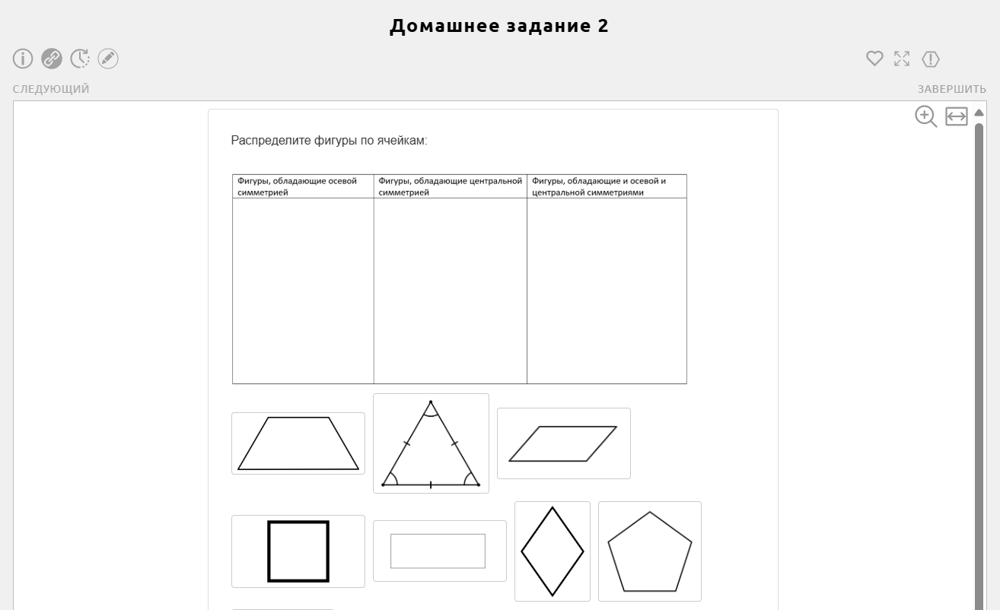 Домашнее задание 2
СЛЕДУЮЩИЙ
ЗАВЕРШИТЬ
Распределите фигуры по ячейкам:
Фигуры, обладающие осевой
симметрией
Фигуры, обладающие центральной
симметрией
Фигуры, обладающие и осевой и
центральной симметриями